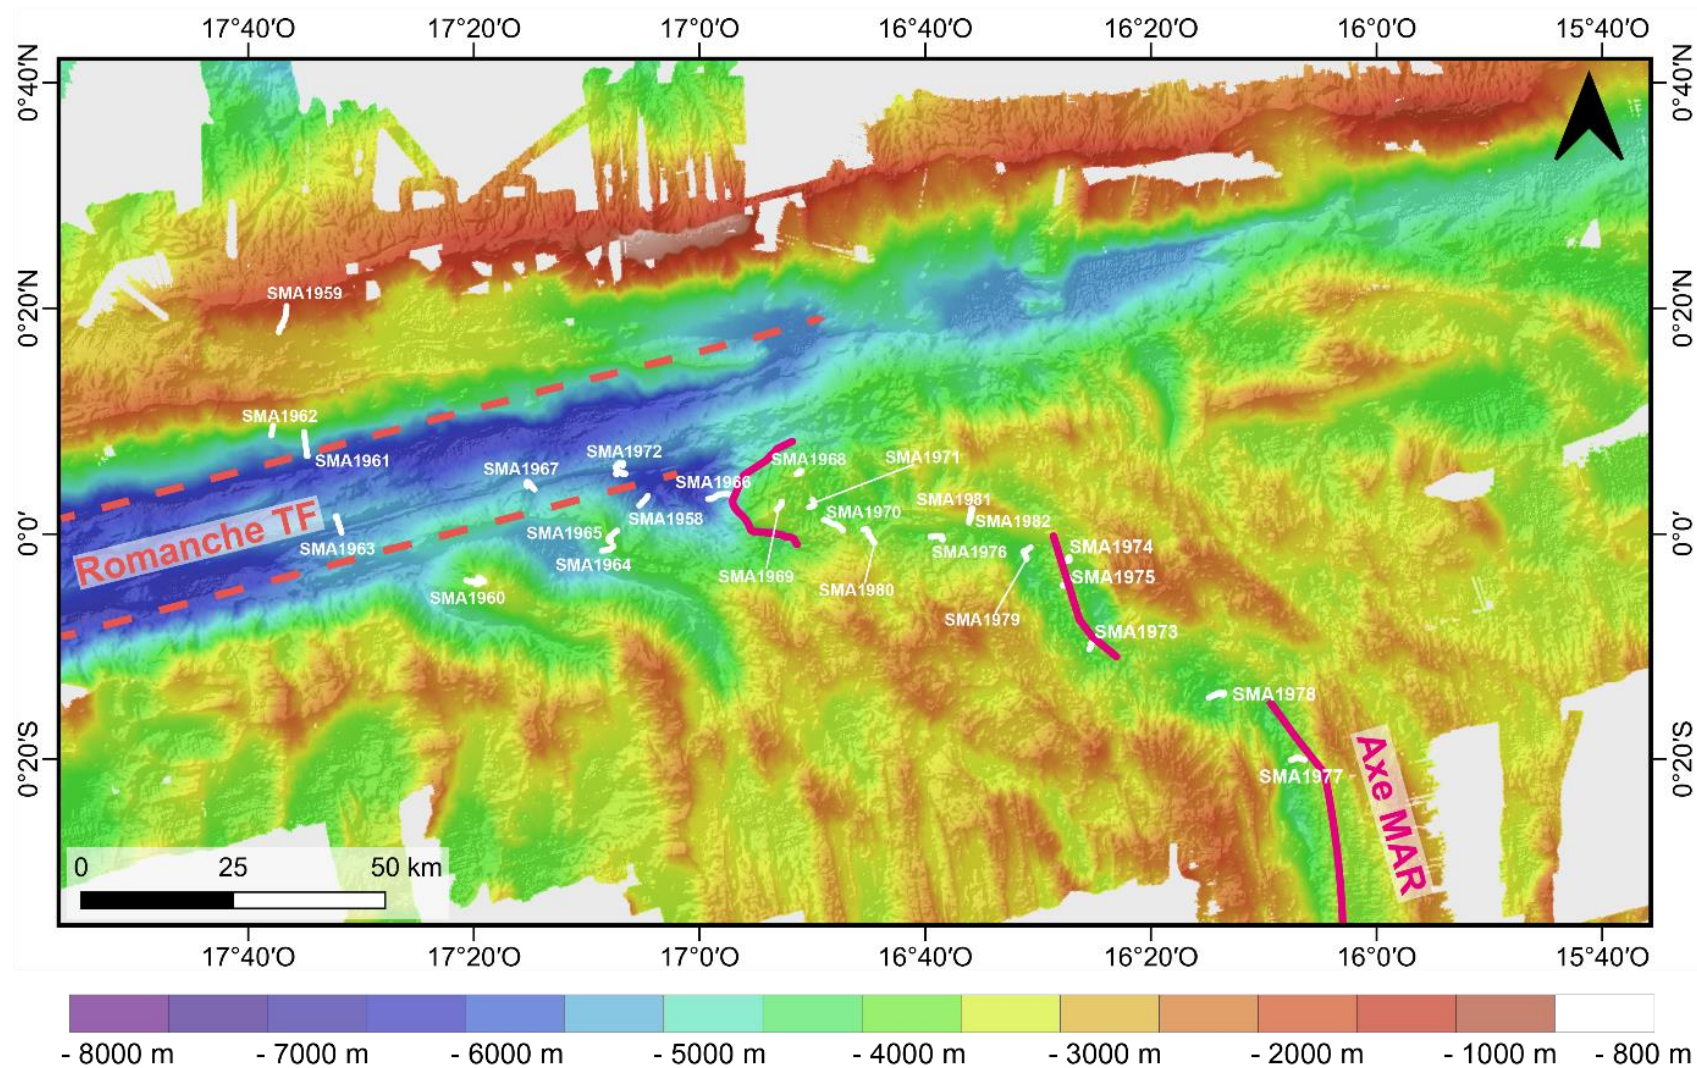 17°40′O 17°20′O 17°0′O 16°40′O 16°20′O 16°0′O 15°40′O
0°40′N 0°40′N
SMA1959
0°20′N 0°20′N
SMA1962
SMA1961
SMA1972
SMA1967
SMA1968
SMA1971
SMA1966
SMA1958
SMA1970
SMA1981
SMA1982
0°0′ 0°0′
Romanche TF
SMA1963
SMA1965
SMA1964
SMA1976
SMA1974
SMA1969
SMA1975
SMA1980
SMA1960
SMA1979
SMA1973
SMA1978
0°20′S 0°20′S
SMA1977
Axe MAR
0 25 50 km
17°40′O 17°20′O 17°0′O 16°40′O 16°20′O 16°0′O 15°40′O
- 8000 m - 7000 m - 6000 m - 5000 m - 4000 m - 3000 m - 2000 m - 1000 m - 800 m